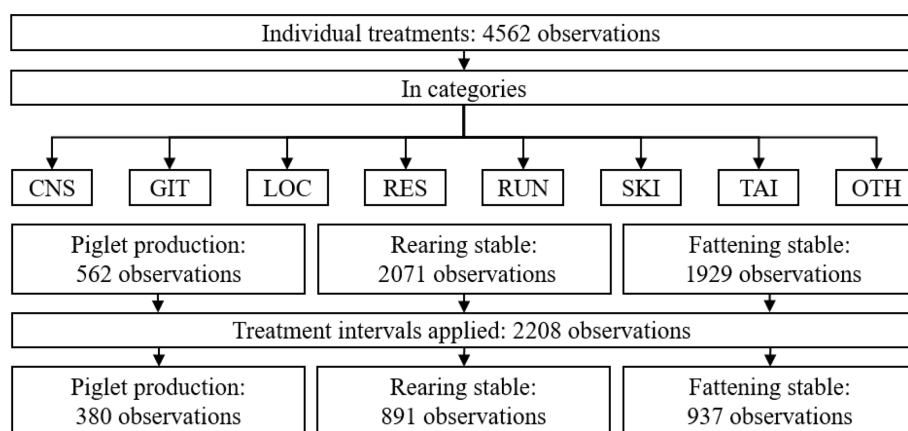 Individual treatments: 4562 observations
In categories
CNS GIT LOC RES RUN SKI TAI OTH
Piglet production:
562 observations
Rearing stable:
2071 observations
Fattening stable:
1929 observations
Treatment intervals applied: 2208 observations
Piglet production:
380 observations
Rearing stable:
891 observations
Fattening stable:
937 observations